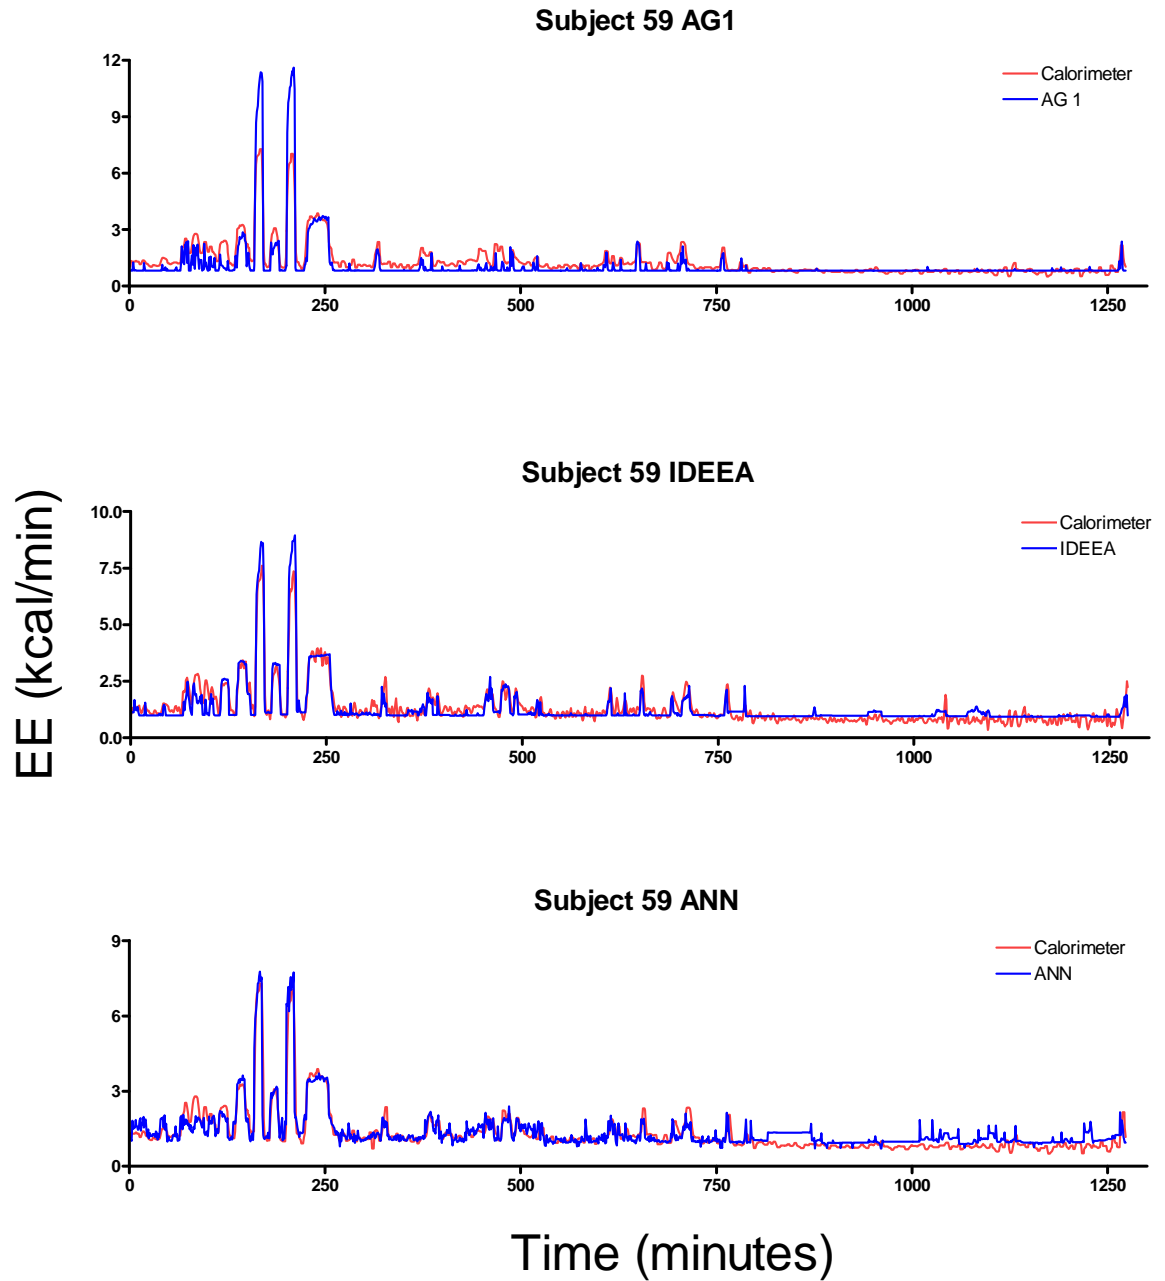 Subject 59 AG1
12
9
6
3
0
0 250 500 750 1000 1250
Calorimeter
AG 1
Subject 59 IDEEA
10.0
7.5
5.0
2.5
0.0
0 250 500 750 1000 1250
Calorimeter
IDEEA
EE (kcal/min)
Subject 59 ANN
9
6
3
0
0 250 500 750 1000 1250
Calorimeter
ANN
Time (minutes)